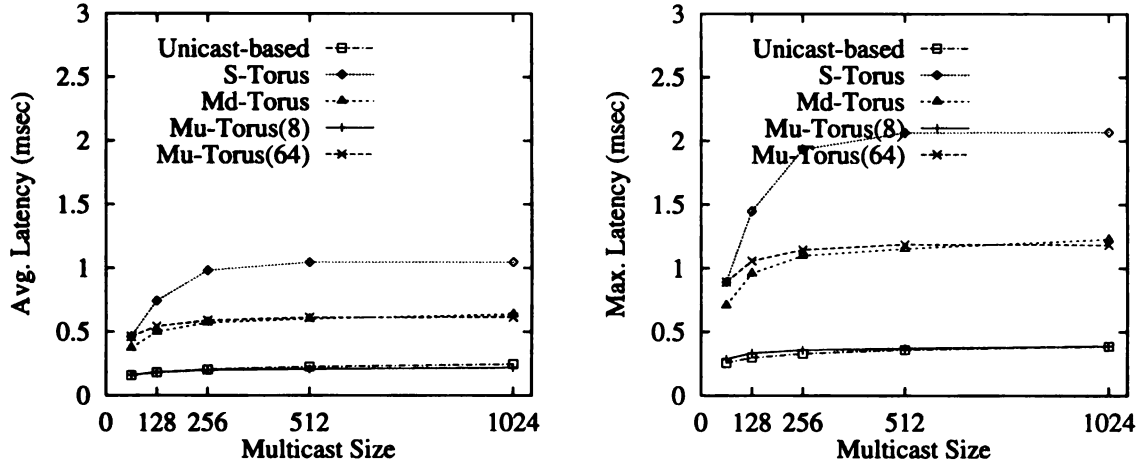 3
2.5
2
1.5
1
0.5
0
Avg. Latency (msec)
Unicast-based
S-Torus
Md-Torus
Mu-Torus(8)
Mu-Torus(64)
0 128 256 512 1024
Multicast Size
3
2.5
2
1.5
1
0.5
0
Max. Latency (msec)
Unicast-based
S-Torus
Md-Torus
Mu-Torus(8)
Mu-Torus(64)
0 128 256 512 1024
Multicast Size